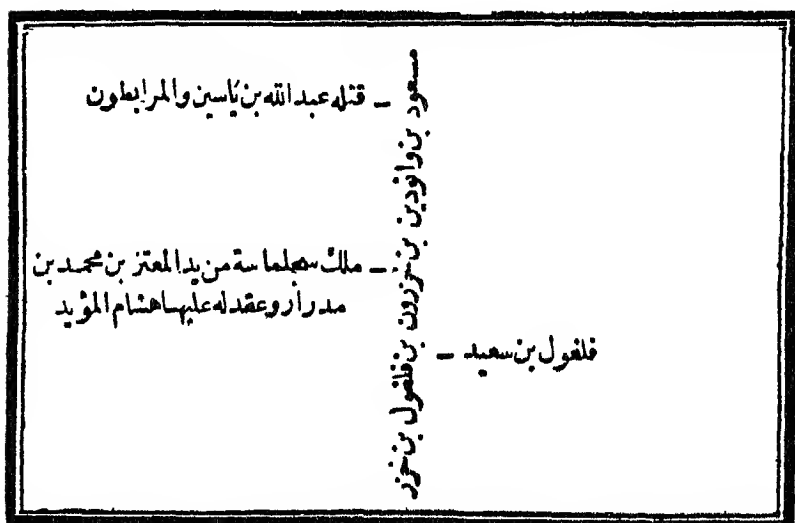 مسعود بن وانودين بن خزرون بن فلفول بن خزر
– قتله عبدالله بن ياسين والمرابطون
– ملك سجلماسة من يد المعتز بن محمد بن
مدرار وعقد له عليها هشام المؤيد
فلفول بن سعيد –